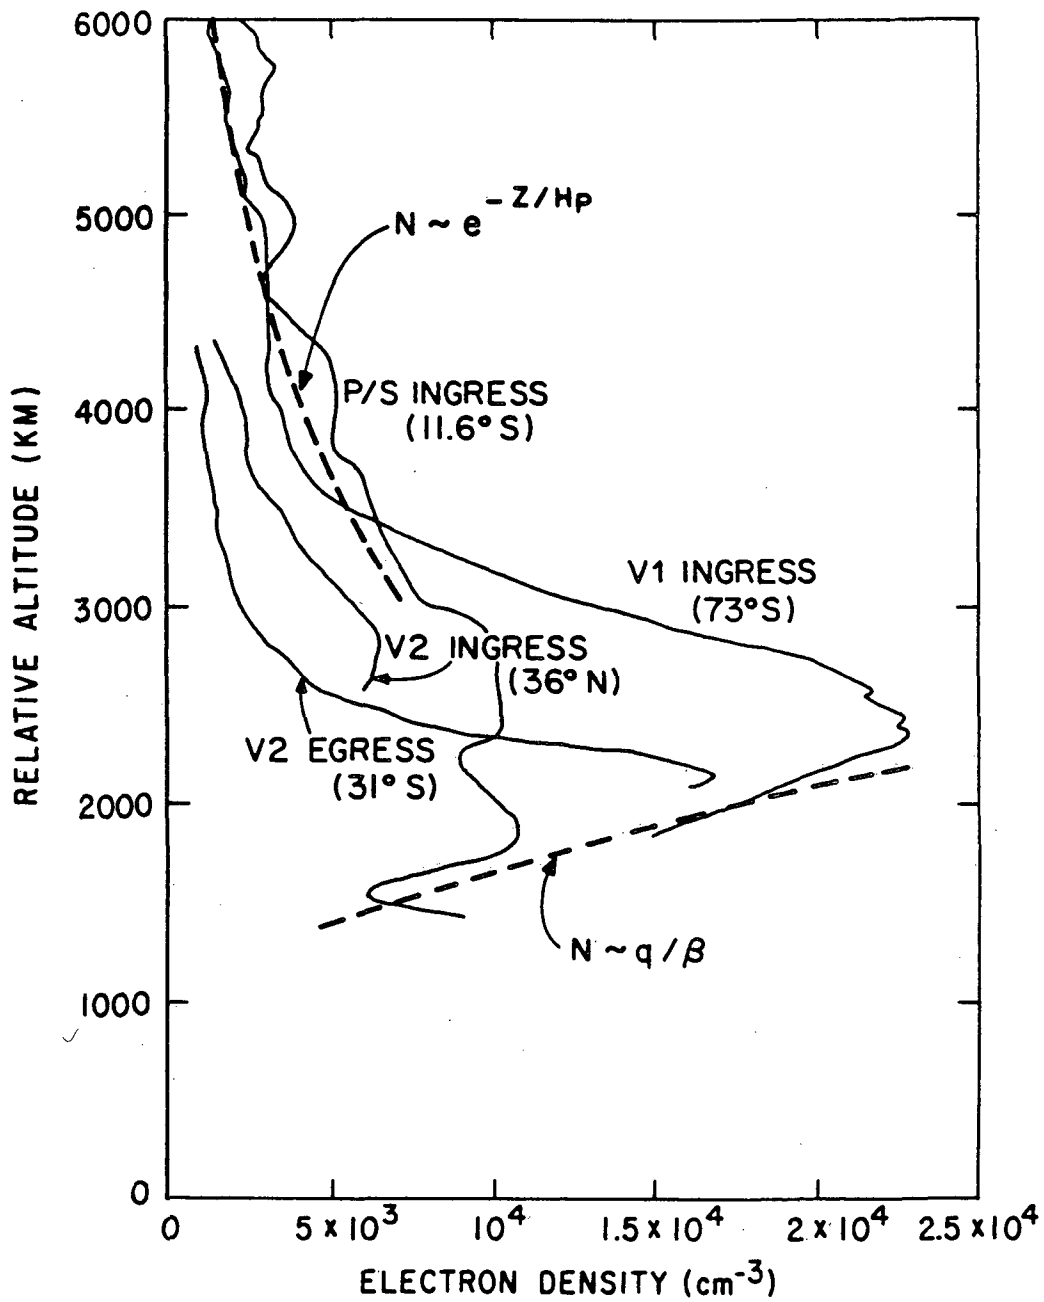 6000
5000
4000
3000
2000
1000
0
RELATIVE ALTITUDE (KM)
N ~ e^-Z/Hp
P/S INGRESS
(11.6° S)
V1 INGRESS
(73° S)
V2 INGRESS
(36° N)
V2 EGRESS
(31° S)
N ~ q/β
0
5 x 10^3
10^4
1.5 x 10^4
2 x 10^4
2.5 x 10^4
ELECTRON DENSITY (cm^-3)